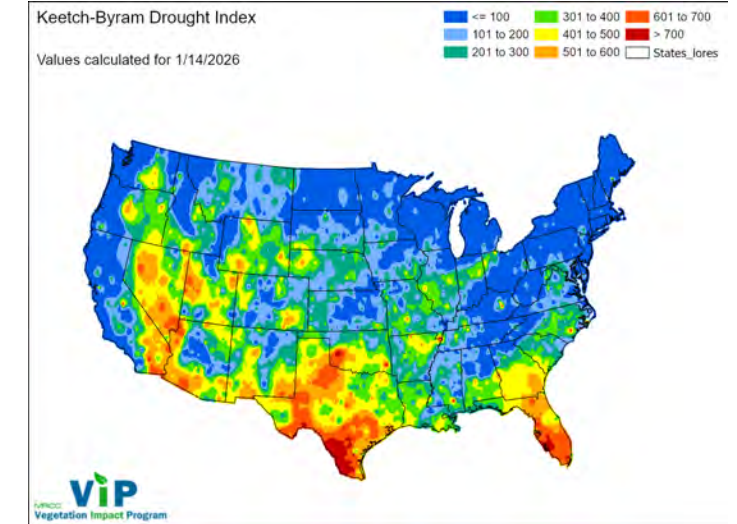 Keetch-Byram Drought Index
Values calculated for 1/14/2026
<= 100
101 to 200
201 to 300
301 to 400
401 to 500
501 to 600
601 to 700
> 700
States_lores
MRCC
ViP
Vegetation Impact Program